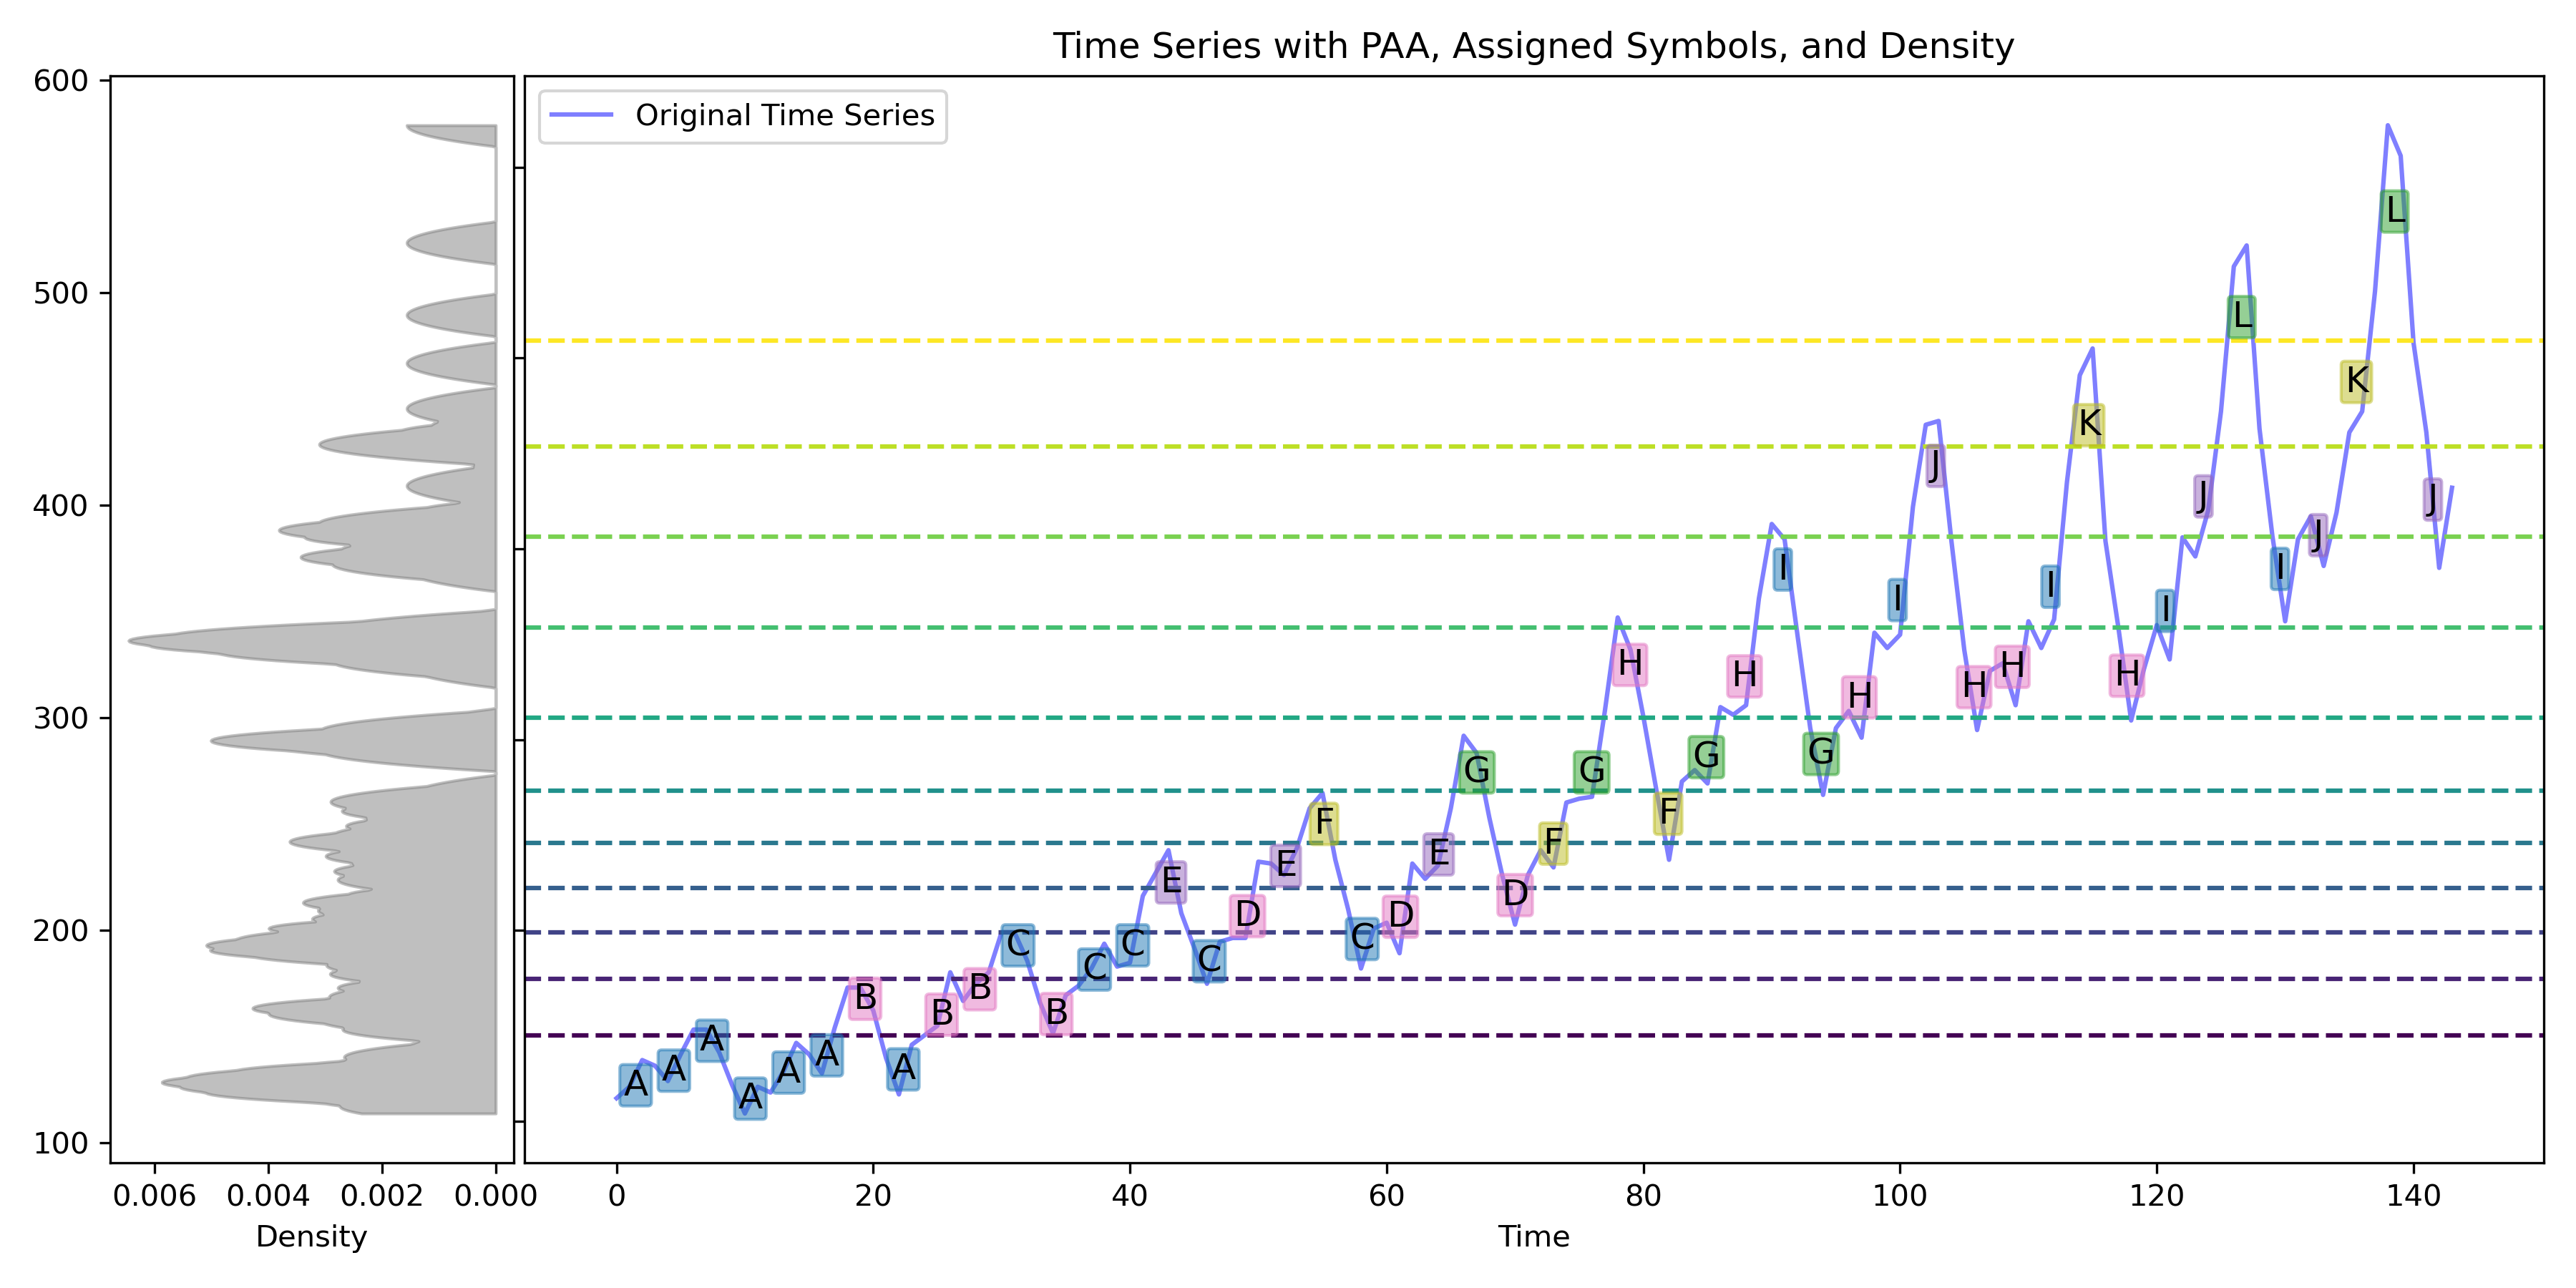 Time Series with PAA, Assigned Symbols, and Density
Original Time Series
600
500
400
300
200
100
0.006 0.004 0.002 0.000
Density
0 20 40 60 80 100 120 140
Time
A A A A A A B A B B C B C C E C D E F C D E G D F G H F G H I G H I J H H I K H I J L I J K L J